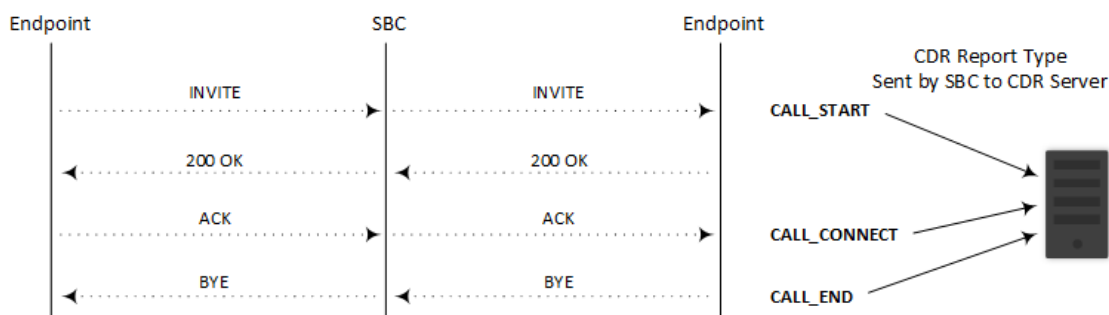 Endpoint
SBC
Endpoint
CDR Report Type
Sent by SBC to CDR Server
INVITE
INVITE
CALL_START
200 OK
200 OK
ACK
ACK
CALL_CONNECT
BYE
BYE
CALL_END